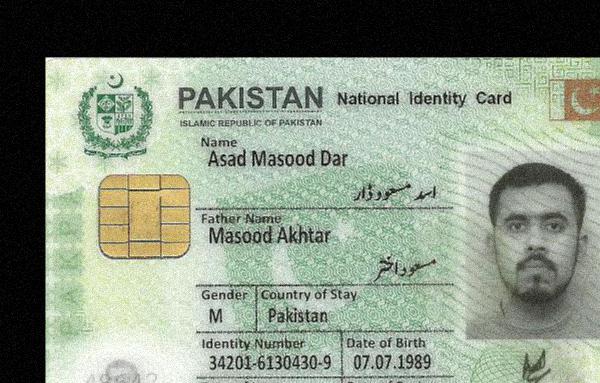 PAKISTAN National Identity Card
ISLAMIC REPUBLIC OF PAKISTAN
Name
Asad Masood Dar
اسد مسعود ڈار
Father Name
Masood Akhtar
مسعود اختر
Gender Country of Stay
M Pakistan
Identity Number Date of Birth
34201-6130430-9 07.07.1989